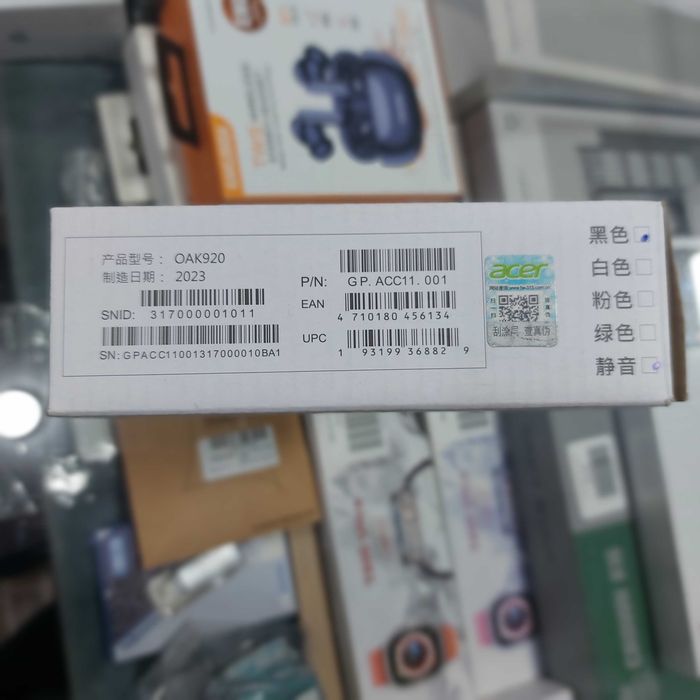 产品型号： OAK920
制造日期： 2023
SNID: 317000001011
SN: GPACC11001317000010BA1
P/N: GP.ACC11.001
EAN
4 710180 456134
UPC
1 93199 36882 9
acer
刮涂层 查真伪
黑色
白色
粉色
绿色
静音
TWS